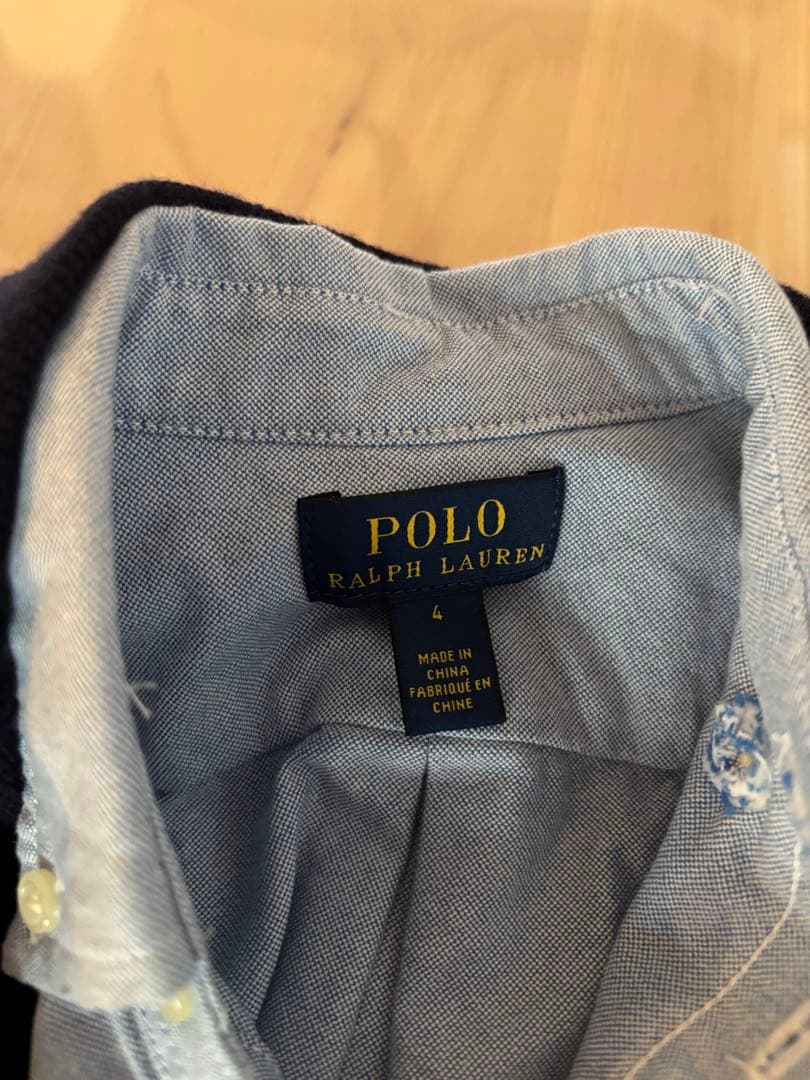 POLO
RALPH LAUREN
4
MADE IN
CHINA
FABRIQUÉ EN
CHINE